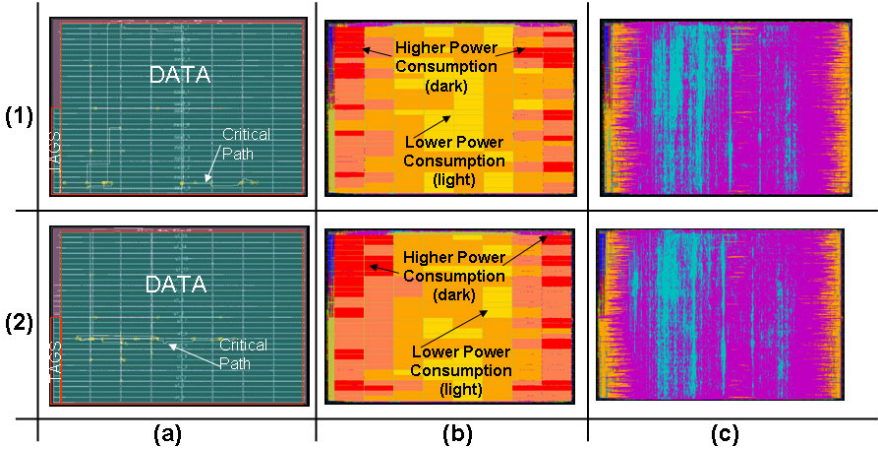 DATA
Critical
Path
TAGS
(1)
Higher Power
Consumption
(dark)
Lower Power
Consumption
(light)
DATA
Critical
Path
TAGS
(2)
Higher Power
Consumption
(dark)
Lower Power
Consumption
(light)
(a)
(b)
(c)